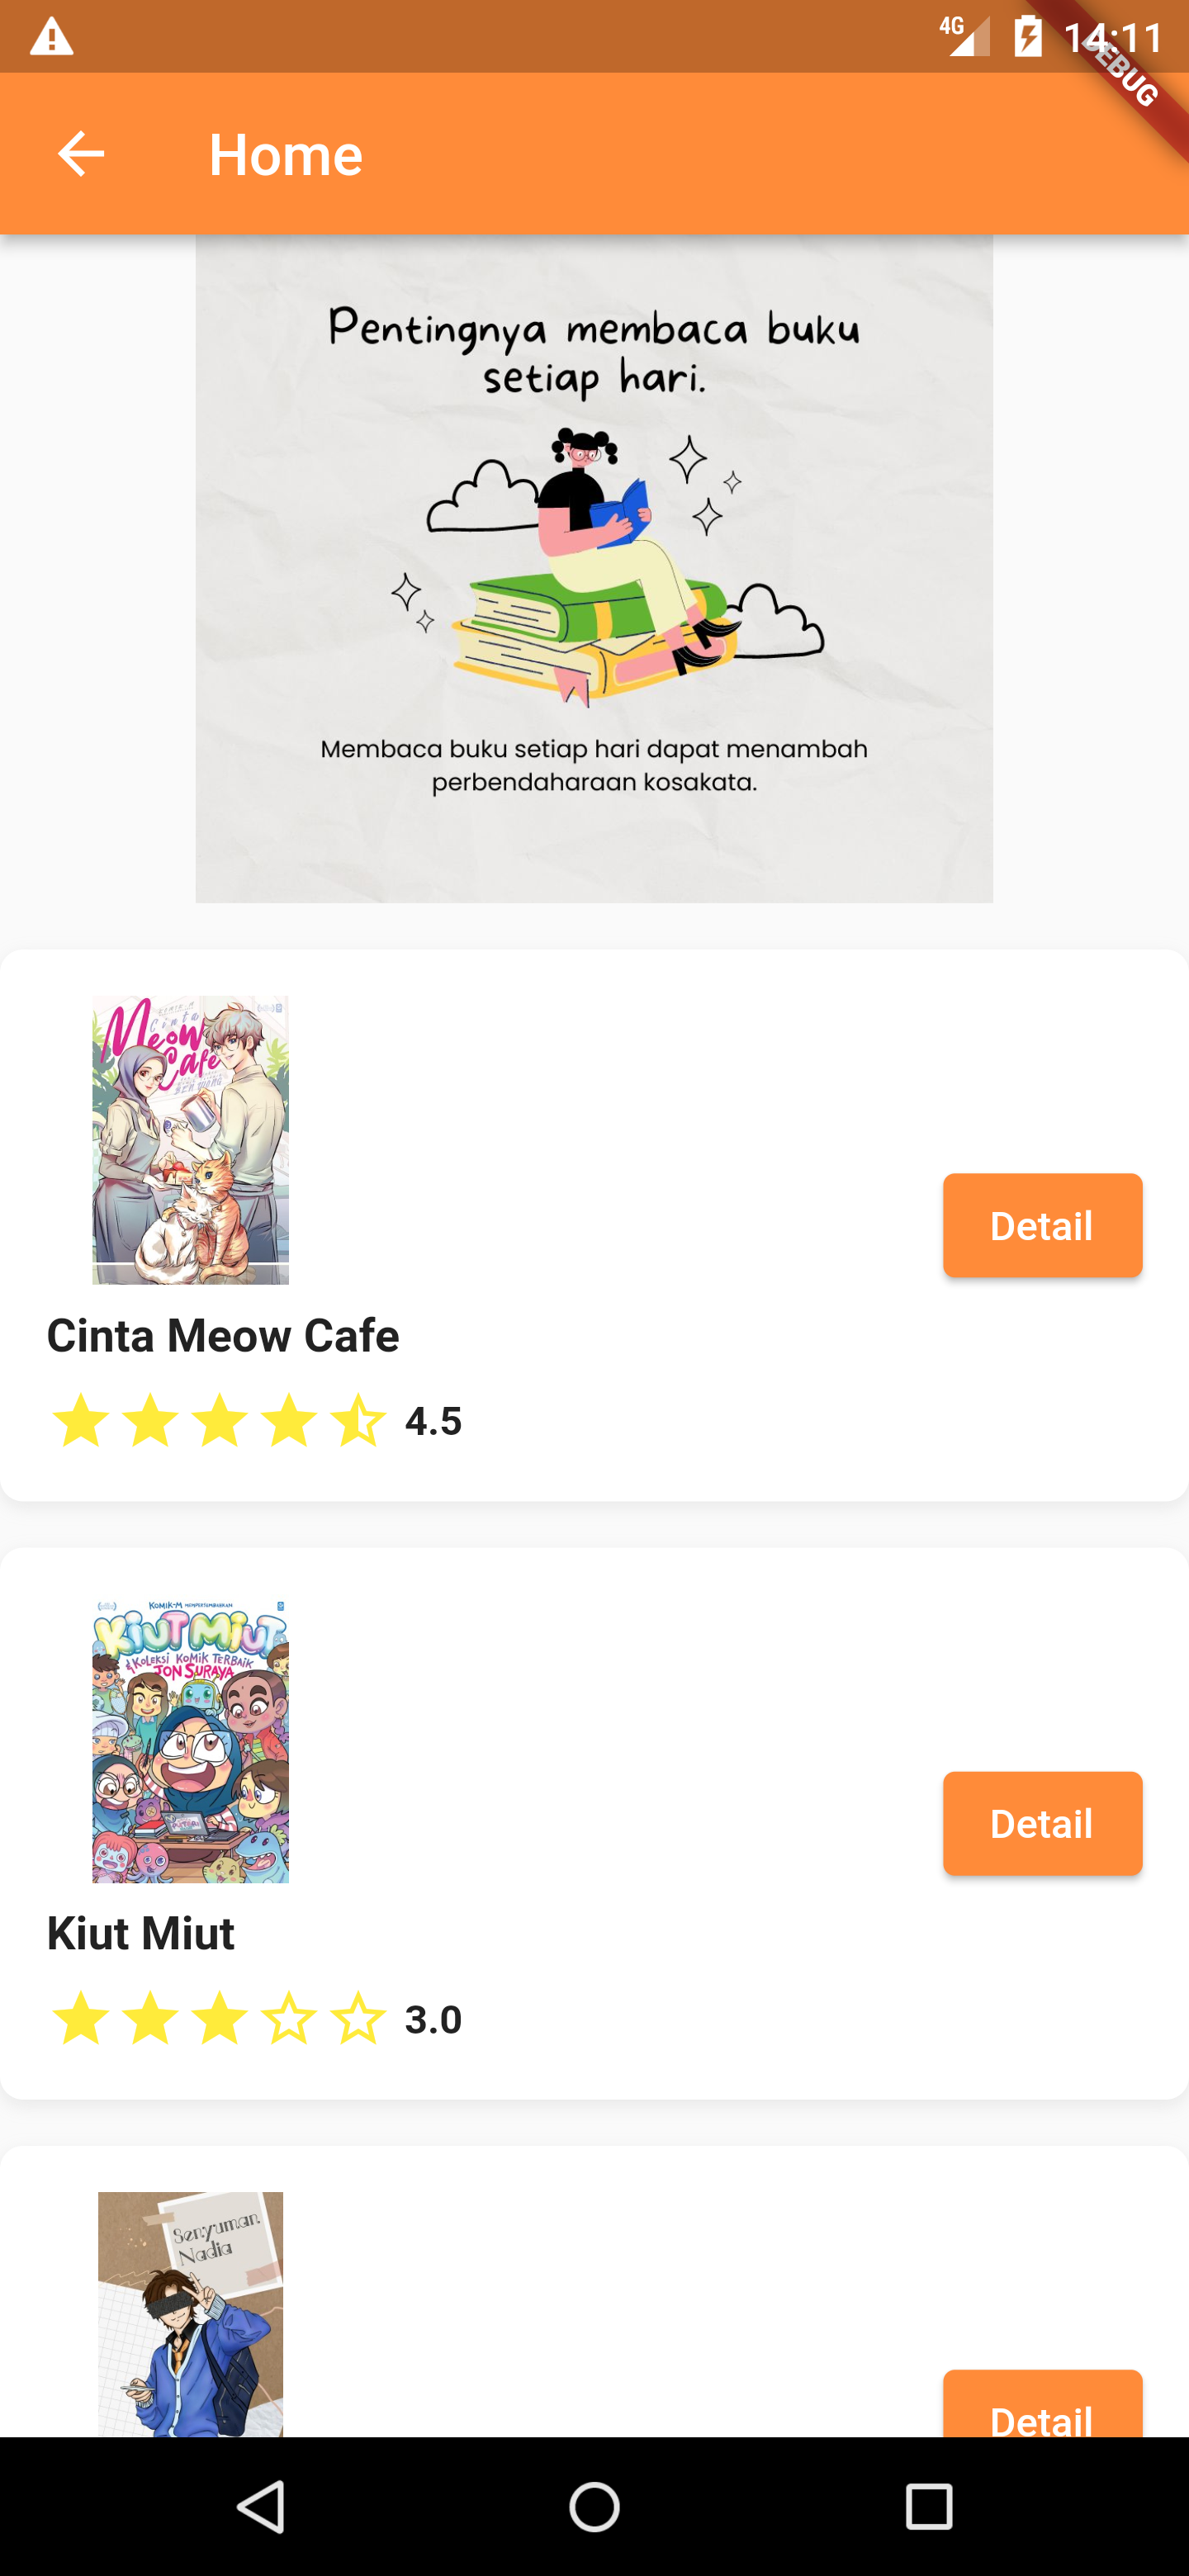 4G
14:11
DEBUG
Home
Pentingnya membaca buku
setiap hari.
Membaca buku setiap hari dapat menambah
perbendaharaan kosakata.
Cinta
Meow
Cafe
Detail
Cinta Meow Cafe
4.5
KOMIK-M MEMPERSEMBAHKAN
KIUT MIUT
& KOLEKSI KOMIK TERBAIK
JON SURAYA
Detail
Kiut Miut
3.0
Senyuman
Nadia
Detail